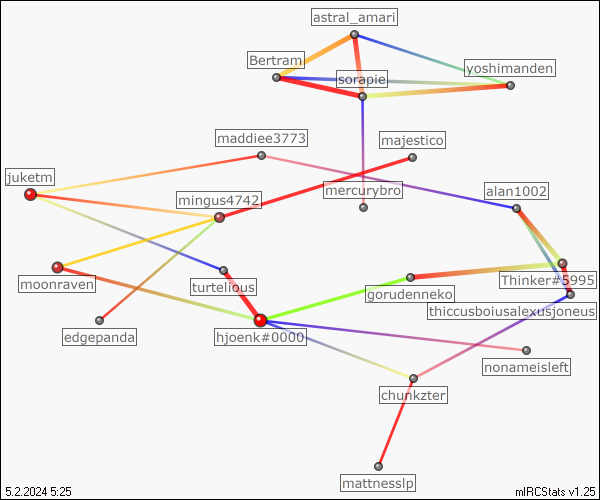 astral_amari
Bertram
yoshimanden
sorapie
maddiee3773
majestico
juketm
mercurybro
alan1002
mingus4742
moonraven
turtelious
gorudenneko
Thinker#5995
thiccusboiusalexusjoneus
edgepanda
hjoenk#0000
nonameisleft
chunkzter
mattnesslp
5.2.2024 5:25
mIRCStats v1.25